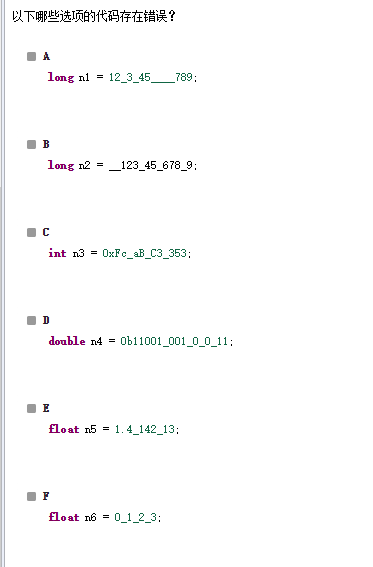 以下哪些选项的代码存在错误？
A
long n1 = 12_3_45____789;
B
long n2 = __123_45_678_9;
C
int n3 = 0xFc_aB_C3_353;
D
double n4 = 0b11001_001_0_0_11;
E
float n5 = 1.4_142_13;
F
float n6 = 0_1_2_3;